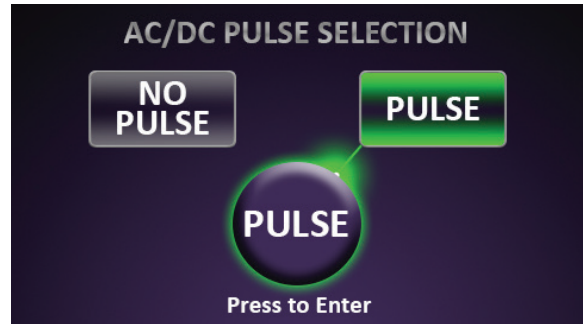 AC/DC PULSE SELECTION
NO
PULSE
PULSE
PULSE
Press to Enter